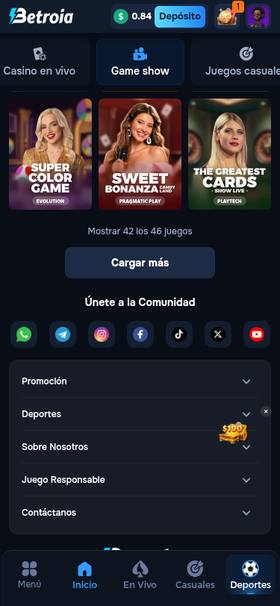 Betroia
$ 0.84 Depósito
1
Casino en vivo
Game show
Juegos casuale
SUPER
COLOR
GAME
EVOLUTION
SWEET
BONANZA CANDY
PRAGMATIC PLAY
THE GREATEST
CARDS
SHOW LIVE
PLAYTECH
Mostrar 42 los 46 juegos
Cargar más
Únete a la Comunidad
Promoción
Deportes
$100
Sobre Nosotros
Juego Responsable
Contáctanos
Menú
Inicio
En Vivo
Casuales
Deportes